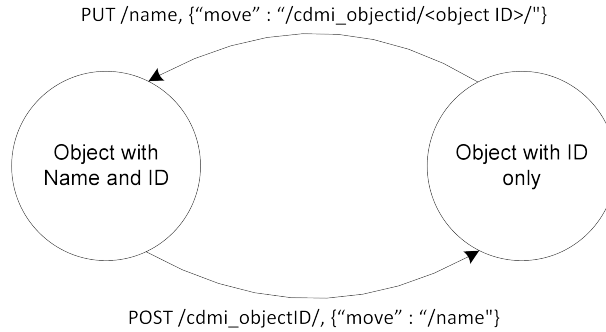 PUT /name, {“move” : “/cdmi_objectid/<object ID>/"}
Object with
Name and ID
Object with ID
only
POST /cdmi_objectID/, {“move” : “/name"}